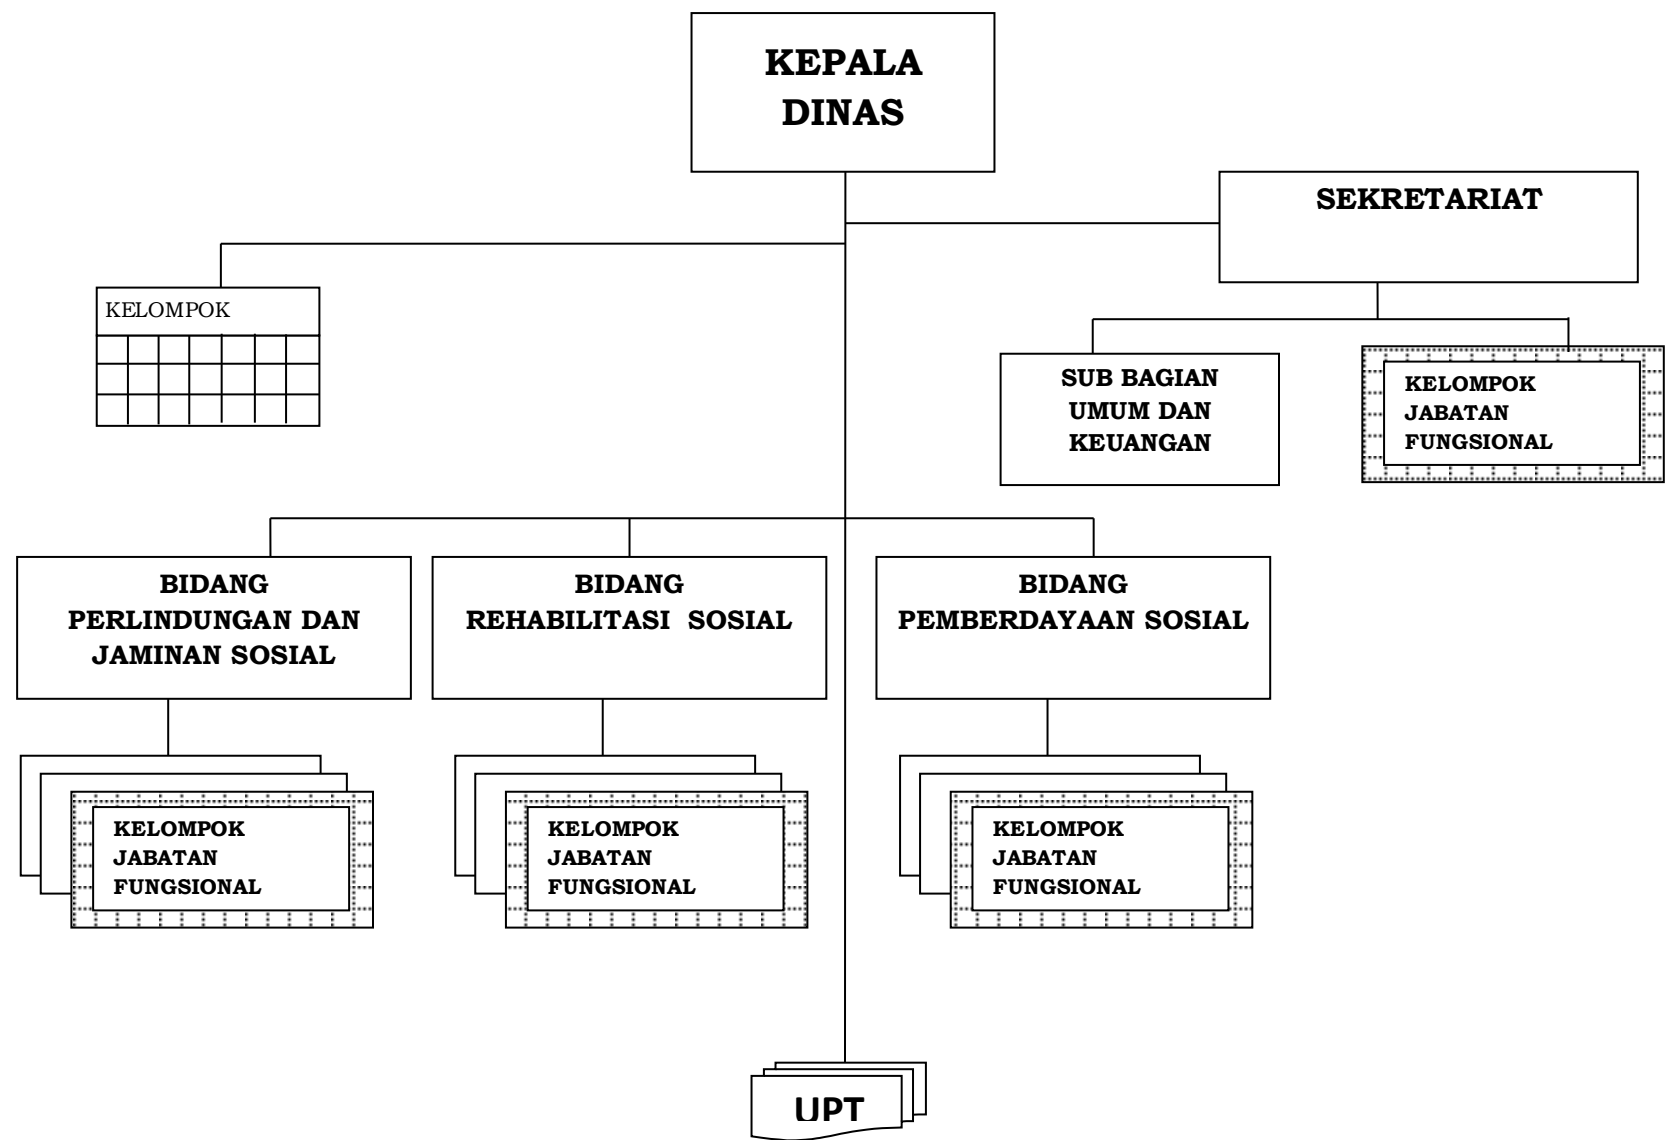 KEPALA
DINAS
SEKRETARIAT
KELOMPOK
SUB BAGIAN
UMUM DAN
KEUANGAN
KELOMPOK
JABATAN
FUNGSIONAL
BIDANG
PERLINDUNGAN DAN
JAMINAN SOSIAL
BIDANG
REHABILITASI SOSIAL
BIDANG
PEMBERDAYAAN SOSIAL
KELOMPOK
JABATAN
FUNGSIONAL
KELOMPOK
JABATAN
FUNGSIONAL
KELOMPOK
JABATAN
FUNGSIONAL
UPT